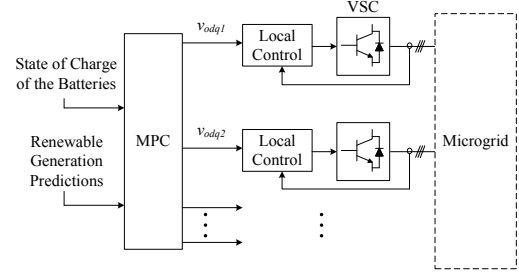 VSC
v_odq1
Local
Control
State of Charge
of the Batteries
MPC
Renewable
Generation
Predictions
v_odq2
Local
Control
Microgrid